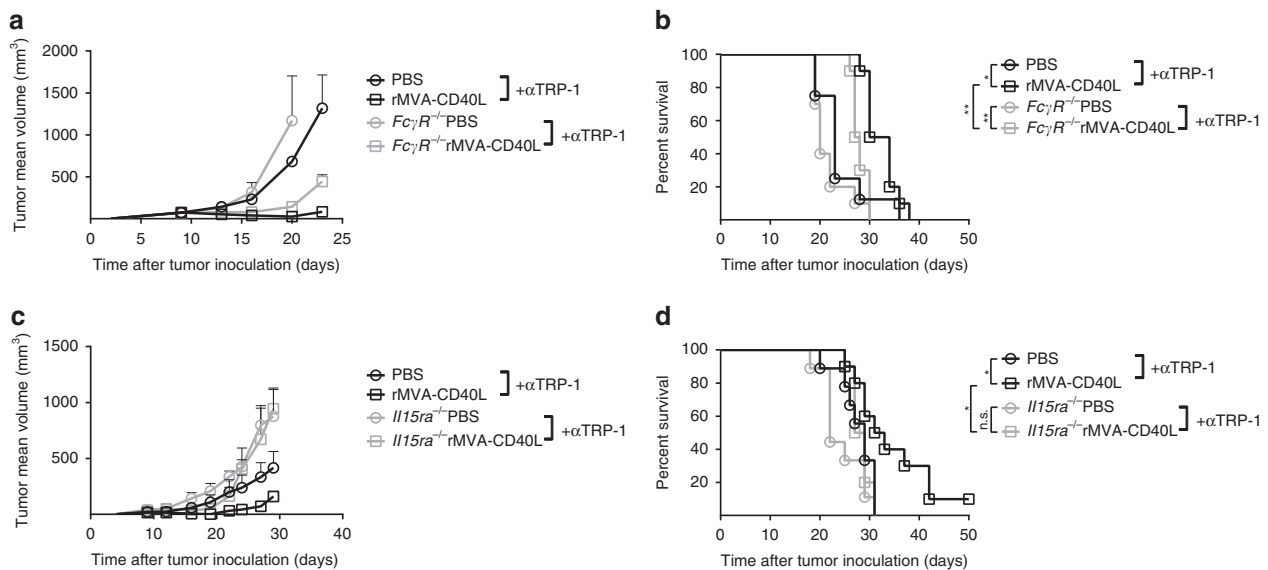 a
Tumor mean volume (mm³)
2000
1500
1000
500
0 5 10 15 20 25
Time after tumor inoculation (days)
PBS
rMVA-CD40L
FcγR⁻/⁻PBS
FcγR⁻/⁻rMVA-CD40L
+αTRP-1
+αTRP-1
b
Percent survival
100
80
60
40
20
0 10 20 30 40 50
Time after tumor inoculation (days)
PBS
rMVA-CD40L
FcγR⁻/⁻PBS
FcγR⁻/⁻rMVA-CD40L
+αTRP-1
+αTRP-1
*
**
**
c
Tumor mean volume (mm³)
1500
1000
500
0 10 20 30 40
Time after tumor inoculation (days)
PBS
rMVA-CD40L
Il15ra⁻/⁻PBS
Il15ra⁻/⁻rMVA-CD40L
+αTRP-1
+αTRP-1
d
Percent survival
100
80
60
40
20
0 10 20 30 40 50
Time after tumor inoculation (days)
PBS
rMVA-CD40L
Il15ra⁻/⁻PBS
Il15ra⁻/⁻rMVA-CD40L
+αTRP-1
+αTRP-1
*
*
n.s.